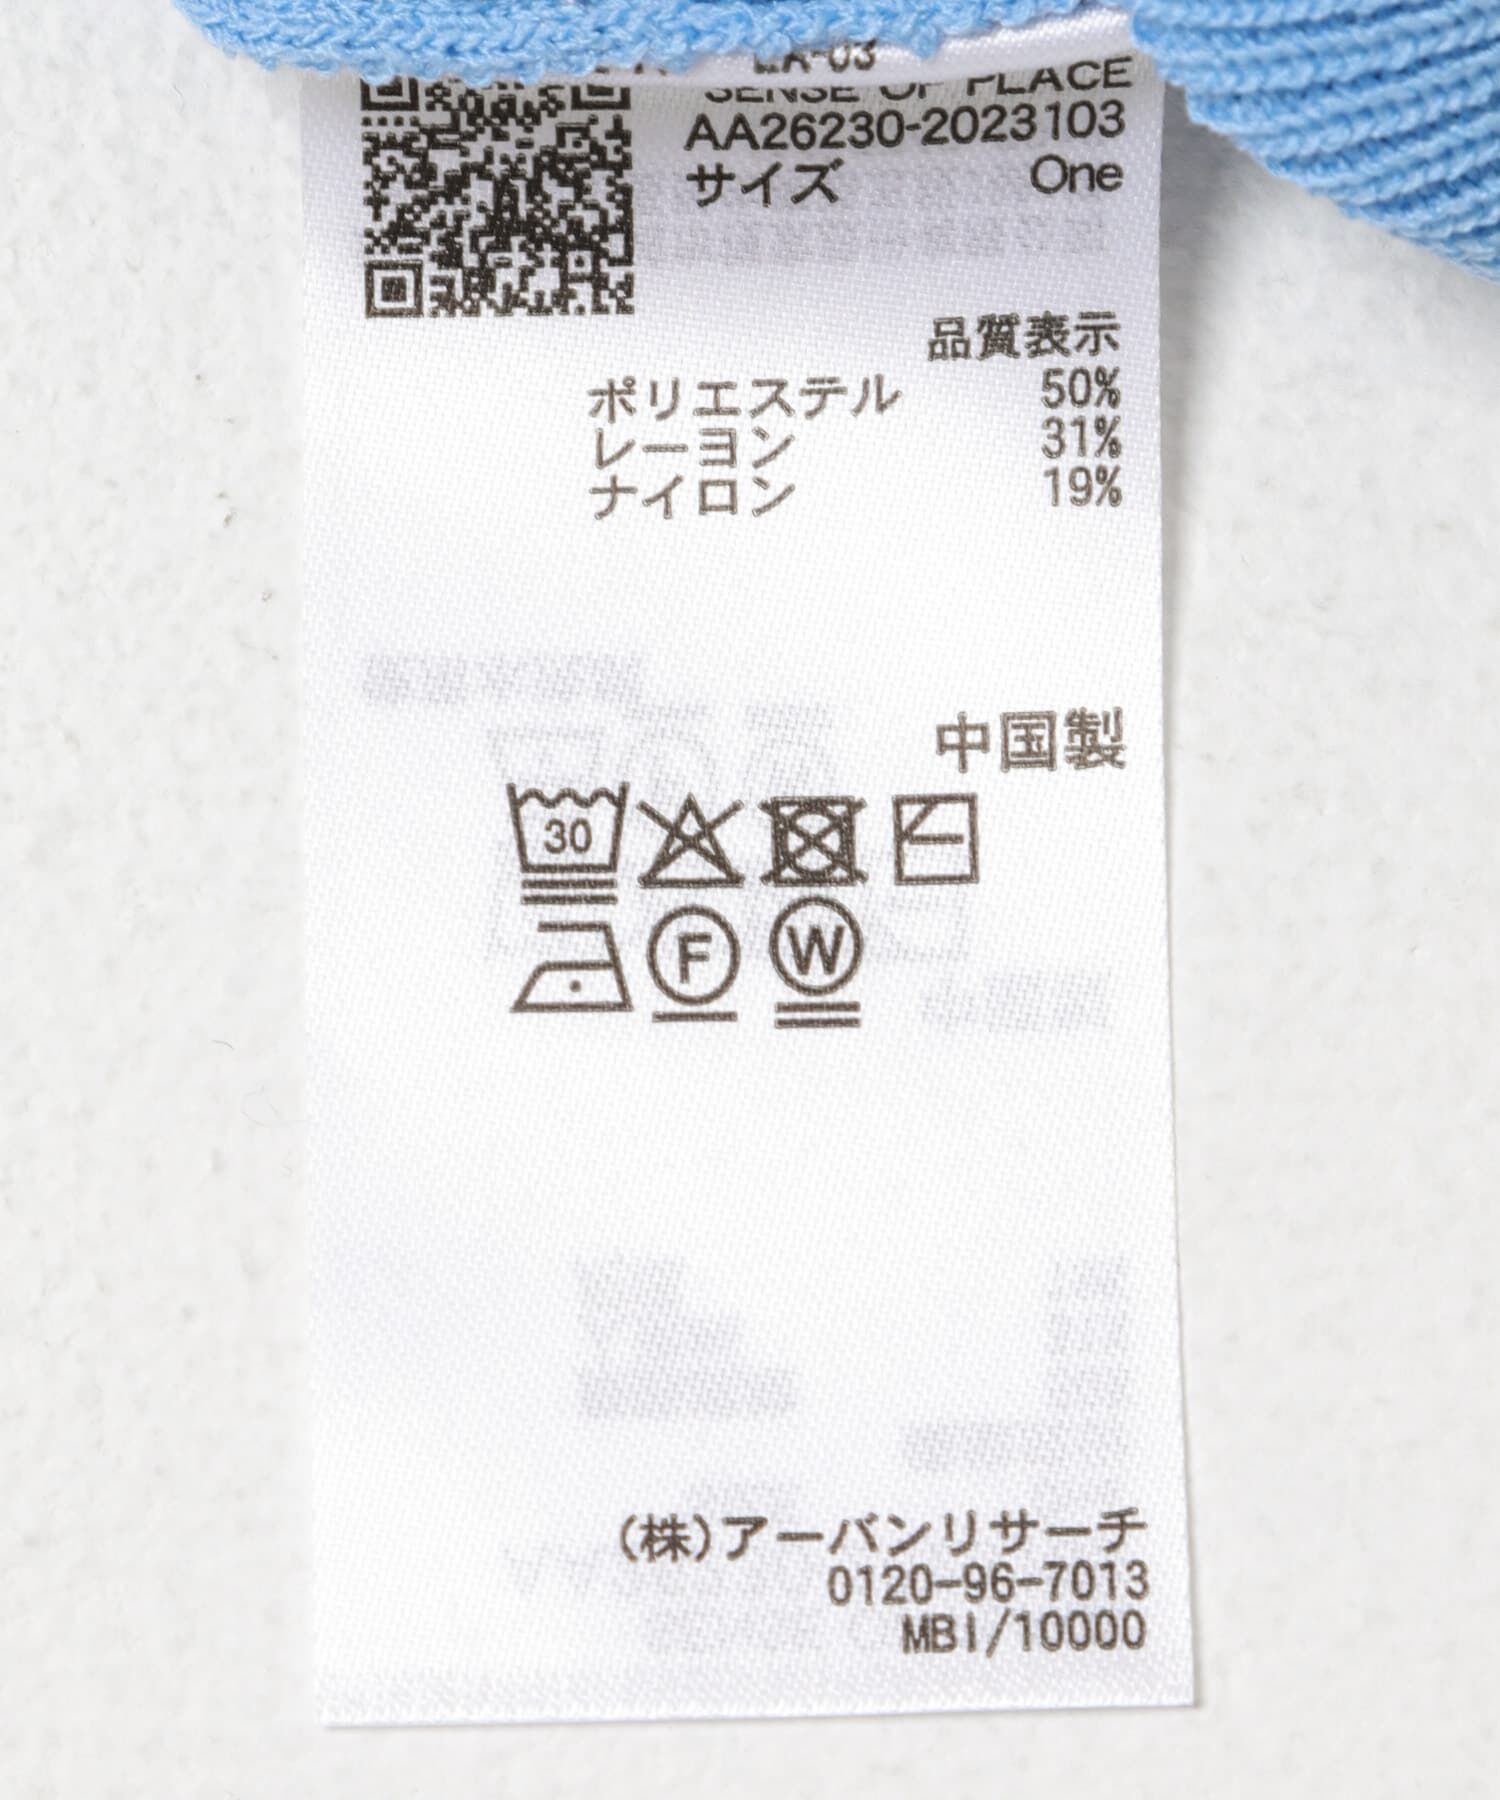 SENSE OF PLACE
AA26230-2023103
サイズ One
品質表示
ポリエステル 50%
レーヨン 31%
ナイロン 19%
中国製
30
F W
(株)アーバンリサーチ
0120-96-7013
MBI/10000